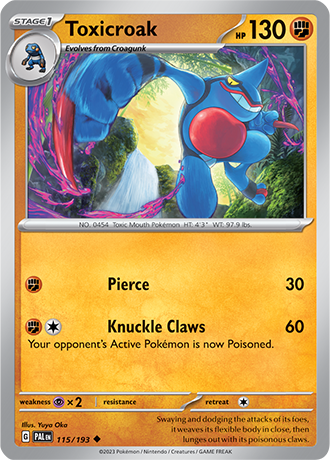 STAGE 1
Toxicroak
HP 130
Evolves from Croagunk
NO. 0454 Toxic Mouth Pokémon HT: 4'3" WT: 97.9 lbs.
Pierce 30
Knuckle Claws 60
Your opponent's Active Pokémon is now Poisoned.
weakness ×2 resistance retreat
Illus. Yuya Oka
G PAL EN 115/193
Swaying and dodging the attacks of its foes,
it weaves its flexible body in close, then
lunges out with its poisonous claws.
©2023 Pokémon / Nintendo / Creatures / GAME FREAK